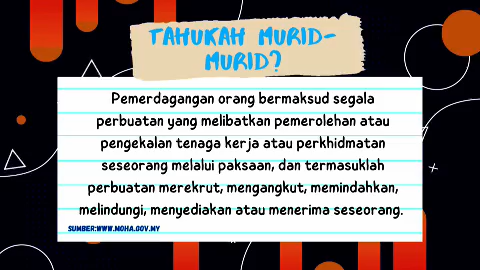 TAHUKAH MURID-
MURID?
Pemerdagangan orang bermaksud segala
perbuatan yang melibatkan pemerolehan atau
pengekalan tenaga kerja atau perkhidmatan
seseorang melalui paksaan, dan termasuklah
perbuatan merekrut, mengangkut, memindahkan,
melindungi, menyediakan atau menerima seseorang.
SUMBER:WWW.MOHA.GOV.MY